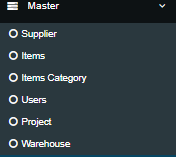 Master
Supplier
Items
Items Category
Users
Project
Warehouse